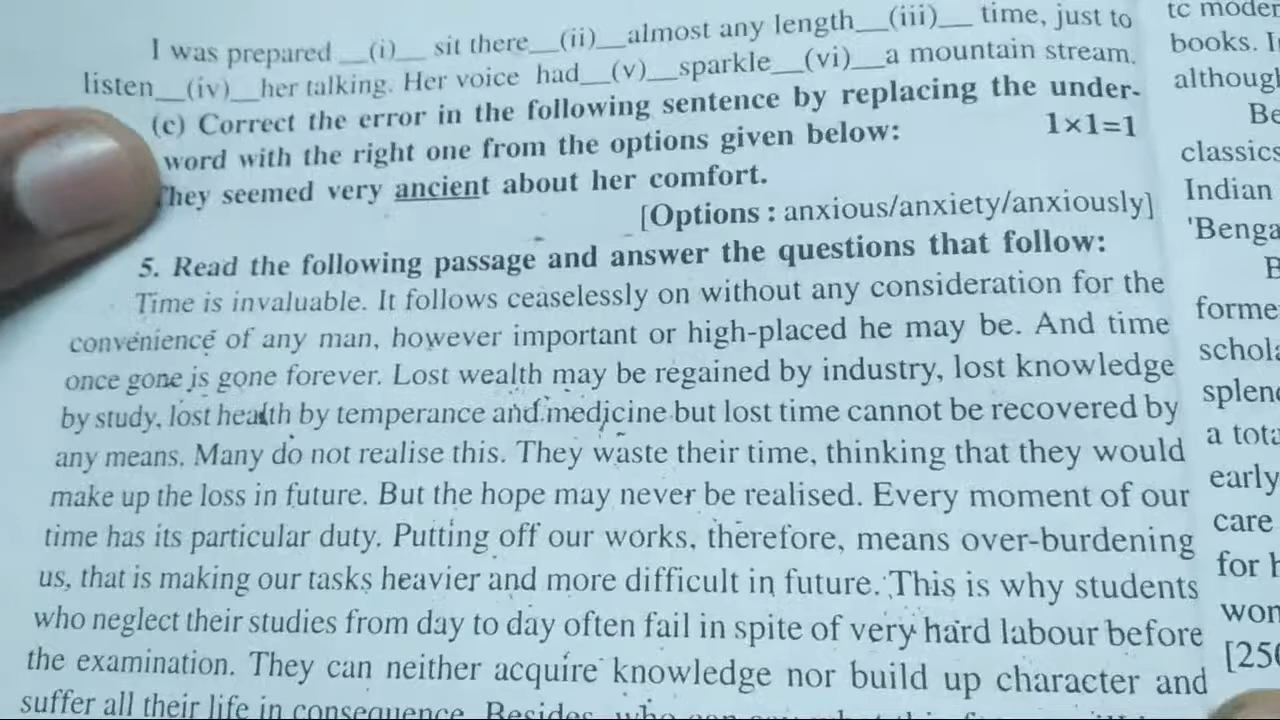 I was prepared __(i)__ sit there__(ii)__almost any length__(iii)__ time, just to
listen__(iv)__her talking. Her voice had__(v)__sparkle__(vi)__a mountain stream.
(c) Correct the error in the following sentence by replacing the under-
word with the right one from the options given below: 1×1=1
They seemed very ancient about her comfort.
[Options : anxious/anxiety/anxiously]
5. Read the following passage and answer the questions that follow:
Time is invaluable. It follows ceaselessly on without any consideration for the
convenience of any man, however important or high-placed he may be. And time
once gone is gone forever. Lost wealth may be regained by industry, lost knowledge
by study, lost health by temperance and medicine but lost time cannot be recovered by
any means. Many do not realise this. They waste their time, thinking that they would
make up the loss in future. But the hope may never be realised. Every moment of our
time has its particular duty. Putting off our works, therefore, means over-burdening
us, that is making our tasks heavier and more difficult in future. This is why students
who neglect their studies from day to day often fail in spite of very hard labour before
the examination. They can neither acquire knowledge nor build up character and
suffer all their life in consequence. Besides, who can
tc moder
books. I
although
Be
classics
Indian
'Benga
B
forme
schola
splend
a tota
early
care
for h
won
[250